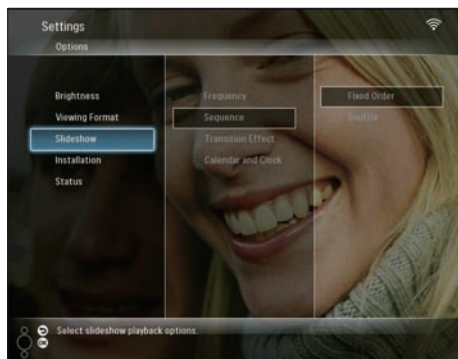 Settings
Options
Brightness
Viewing Format
Slideshow
Installation
Status
Frequency
Sequence
Transition Effect
Calendar and Clock
Fixed Order
Shuffle
OK
Select slideshow playback options.